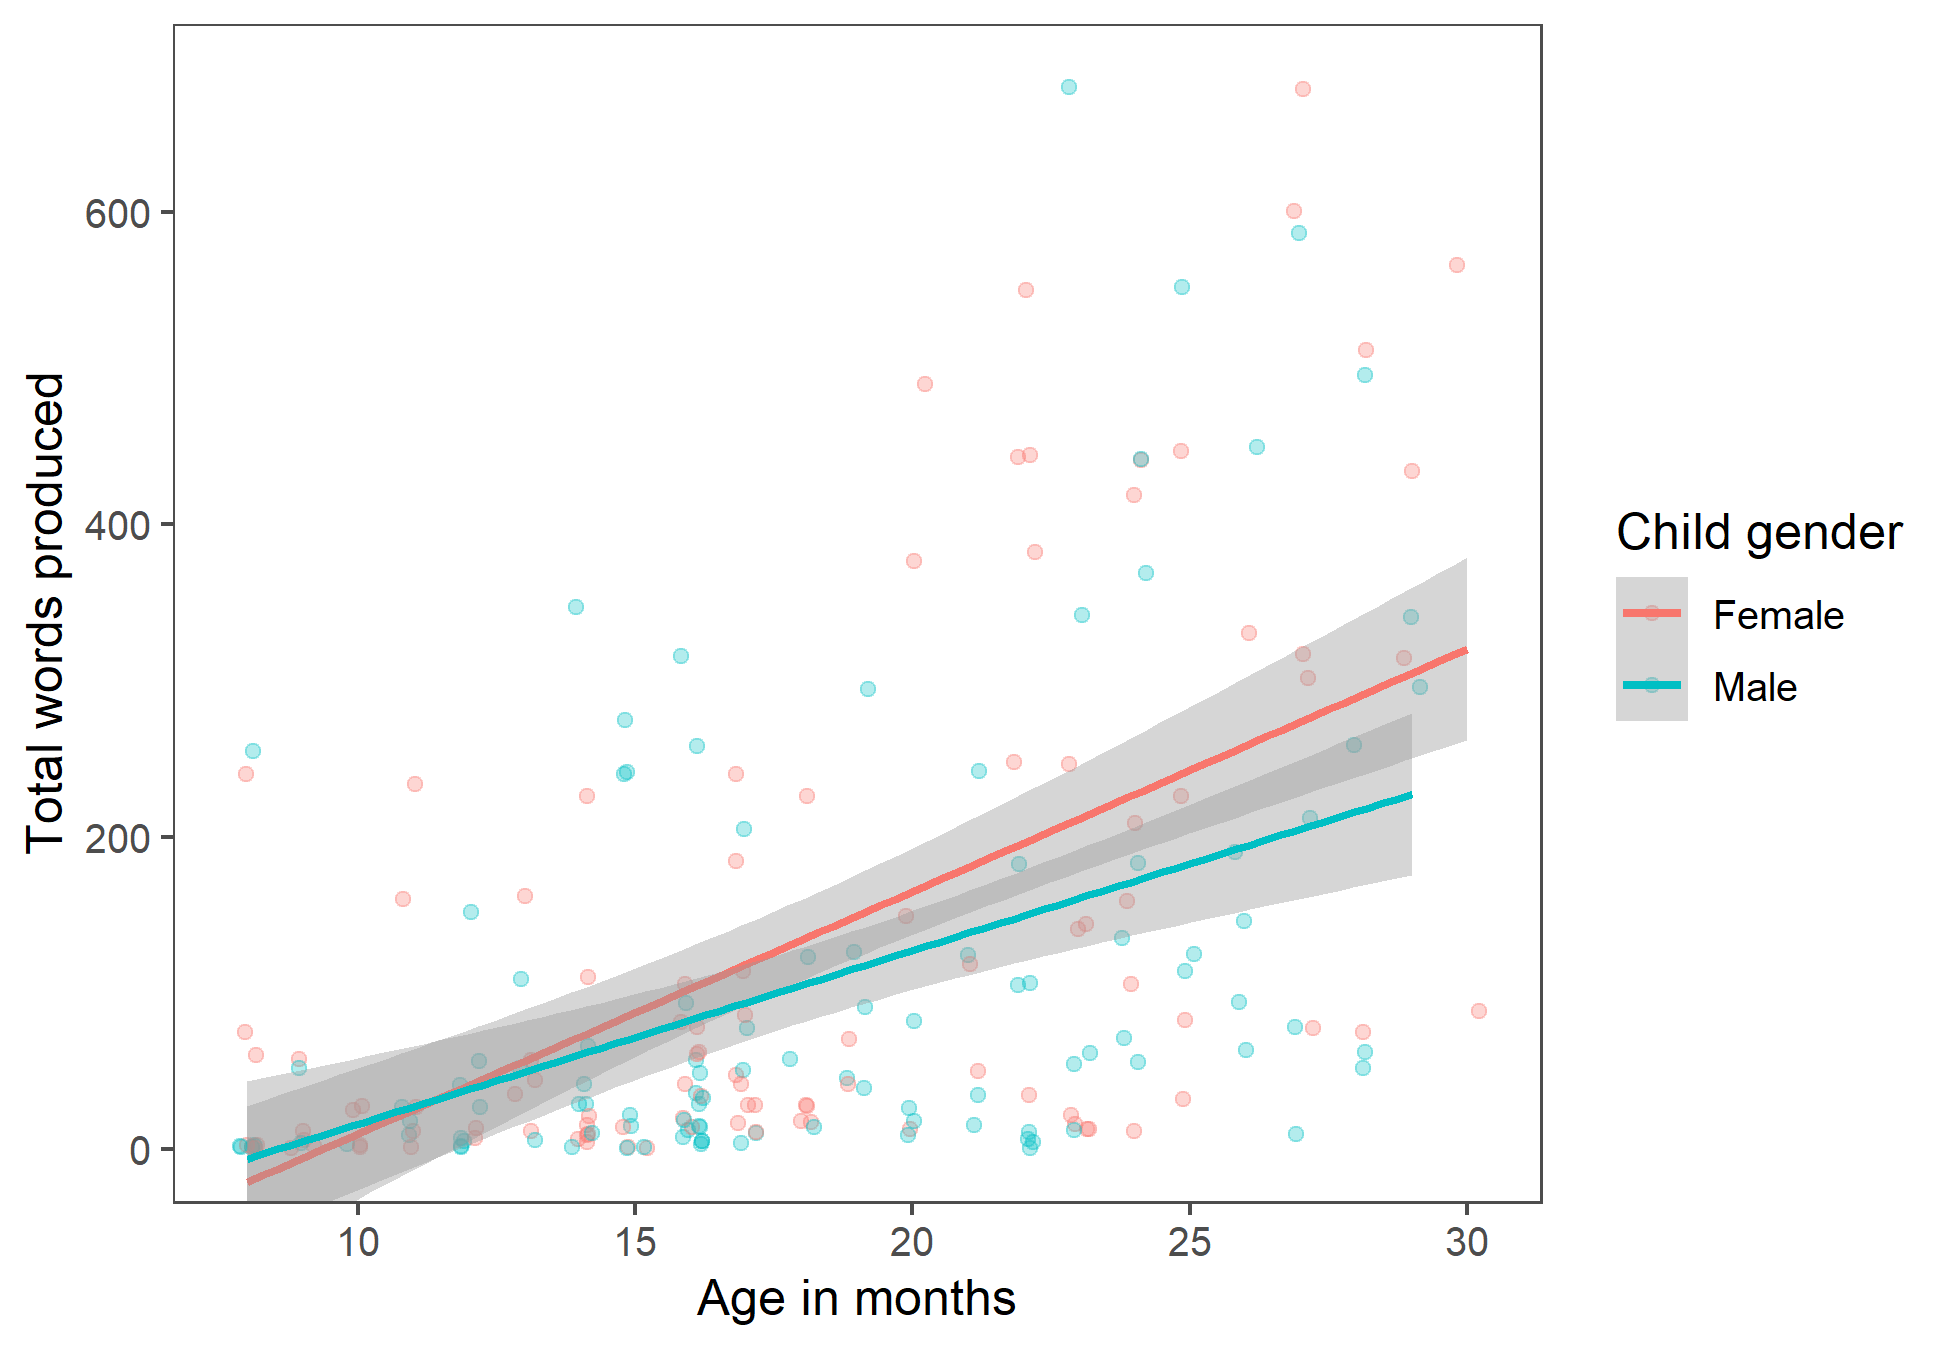 Total words produced
600
400
200
0
10 15 20 25 30
Age in months
Child gender
Female
Male